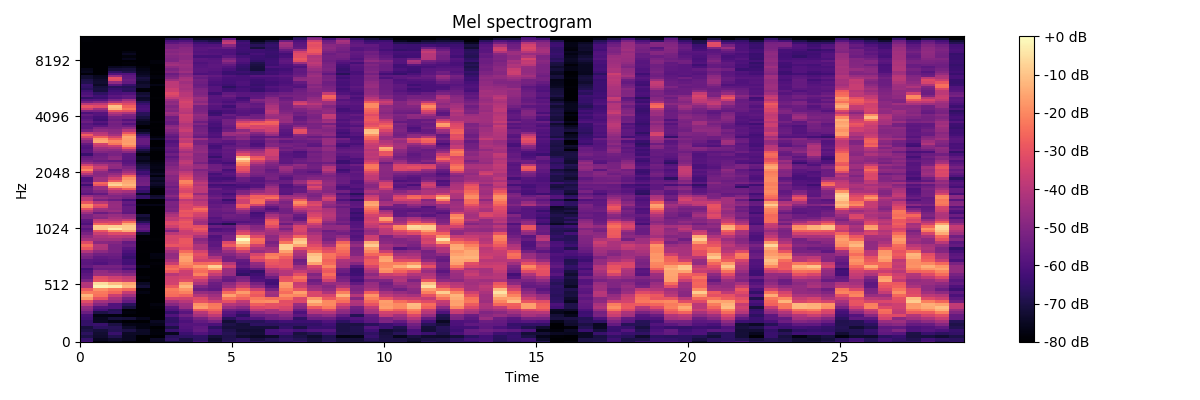 Mel spectrogram
8192
4096
2048
1024
512
0
Hz
0 5 10 15 20 25
Time
+0 dB
-10 dB
-20 dB
-30 dB
-40 dB
-50 dB
-60 dB
-70 dB
-80 dB